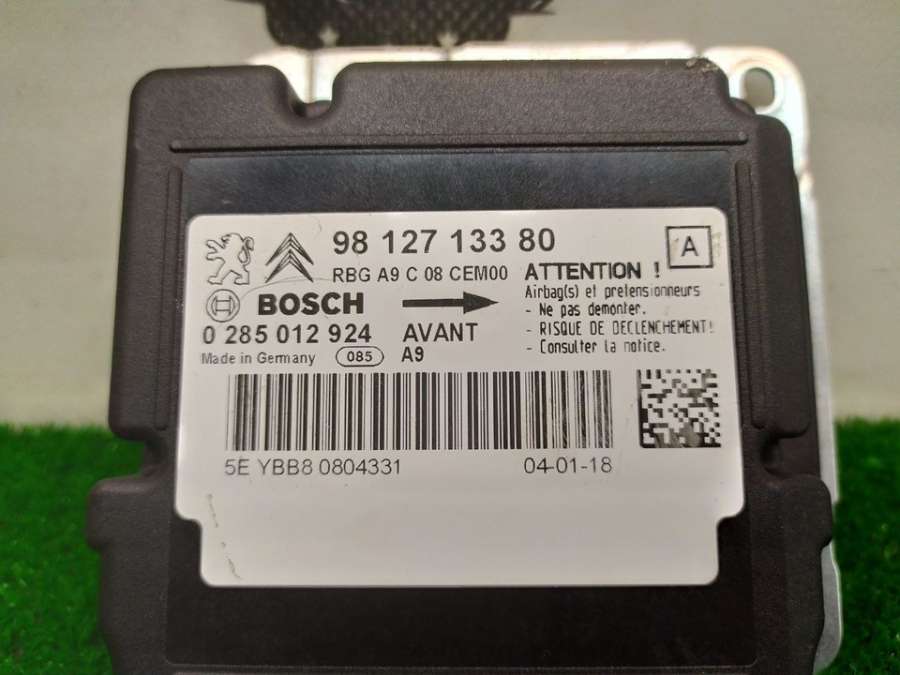 98 127 133 80
A
RBG A9 C 08 CEM00
ATTENTION !
Airbag(s) et pretensionneurs
- Ne pas demonter.
- RISQUE DE DECLENCHEMENT!
- Consulter la notice.
BOSCH
0 285 012 924
AVANT
Made in Germany
085
A9
5E YBB8 0804331
04-01-18